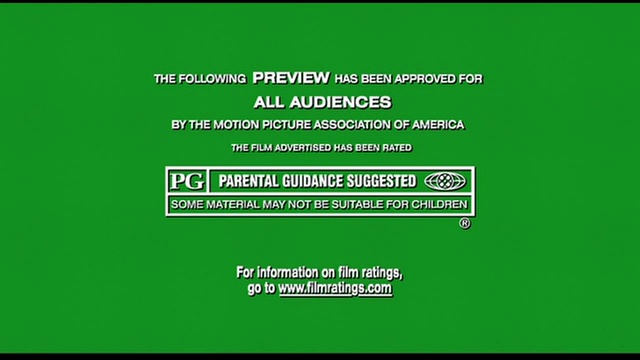 THE FOLLOWING PREVIEW HAS BEEN APPROVED FOR
ALL AUDIENCES
BY THE MOTION PICTURE ASSOCIATION OF AMERICA
THE FILM ADVERTISED HAS BEEN RATED
PG PARENTAL GUIDANCE SUGGESTED
SOME MATERIAL MAY NOT BE SUITABLE FOR CHILDREN
®
For information on film ratings,
go to www.filmratings.com